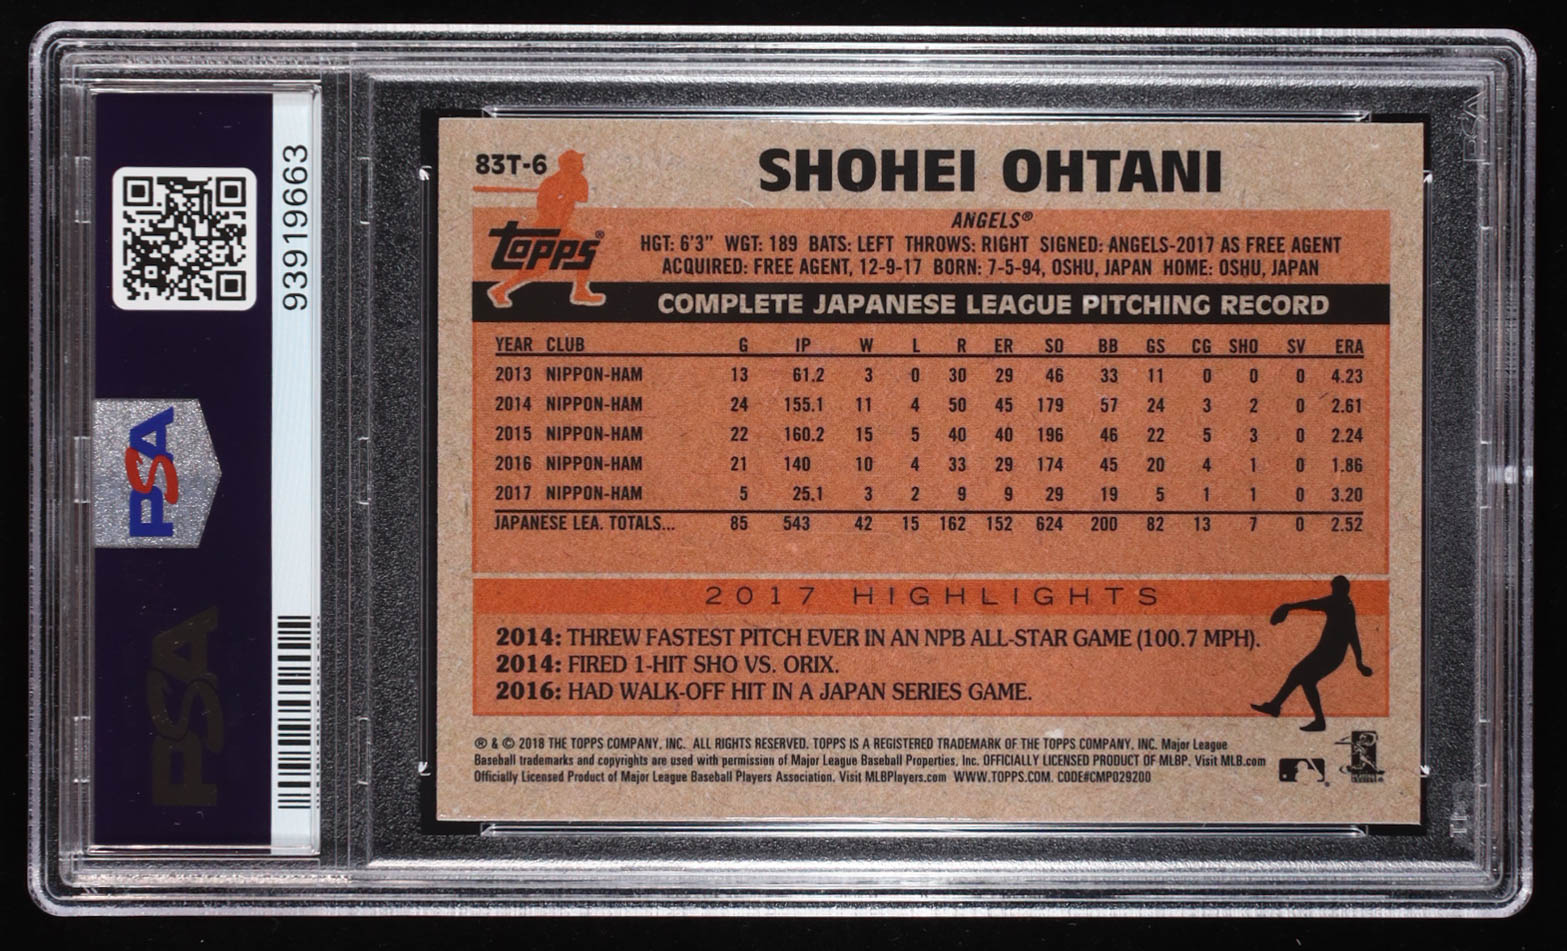 93919663
PSA
PSA
83T-6
SHOHEI OHTANI
Topps®
ANGELS®
HGT: 6'3" WGT: 189 BATS: LEFT THROWS: RIGHT SIGNED: ANGELS-2017 AS FREE AGENT
ACQUIRED: FREE AGENT, 12-9-17 BORN: 7-5-94, OSHU, JAPAN HOME: OSHU, JAPAN
COMPLETE JAPANESE LEAGUE PITCHING RECORD
YEAR CLUB G IP W L R ER SO BB GS CG SHO SV ERA
2013 NIPPON-HAM 13 61.2 3 0 30 29 46 33 11 0 0 0 4.23
2014 NIPPON-HAM 24 155.1 11 4 50 45 179 57 24 3 2 0 2.61
2015 NIPPON-HAM 22 160.2 15 5 40 40 196 46 22 5 3 0 2.24
2016 NIPPON-HAM 21 140 10 4 33 29 174 45 20 4 1 0 1.86
2017 NIPPON-HAM 5 25.1 3 2 9 9 29 19 5 1 1 0 3.20
JAPANESE LEA. TOTALS... 85 543 42 15 162 152 624 200 82 13 7 0 2.52
2017 HIGHLIGHTS
2014: THREW FASTEST PITCH EVER IN AN NPB ALL-STAR GAME (100.7 MPH).
2014: FIRED 1-HIT SHO VS. ORIX.
2016: HAD WALK-OFF HIT IN A JAPAN SERIES GAME.
® & © 2018 THE TOPPS COMPANY, INC. ALL RIGHTS RESERVED. TOPPS IS A REGISTERED TRADEMARK OF THE TOPPS COMPANY, INC. Major League
Baseball trademarks and copyrights are used with permission of Major League Baseball Properties, Inc. OFFICIALLY LICENSED PRODUCT OF MLBP. Visit MLB.com
Officially Licensed Product of Major League Baseball Players Association. Visit MLBPlayers.com WWW.TOPPS.COM. CODE#CMP029200